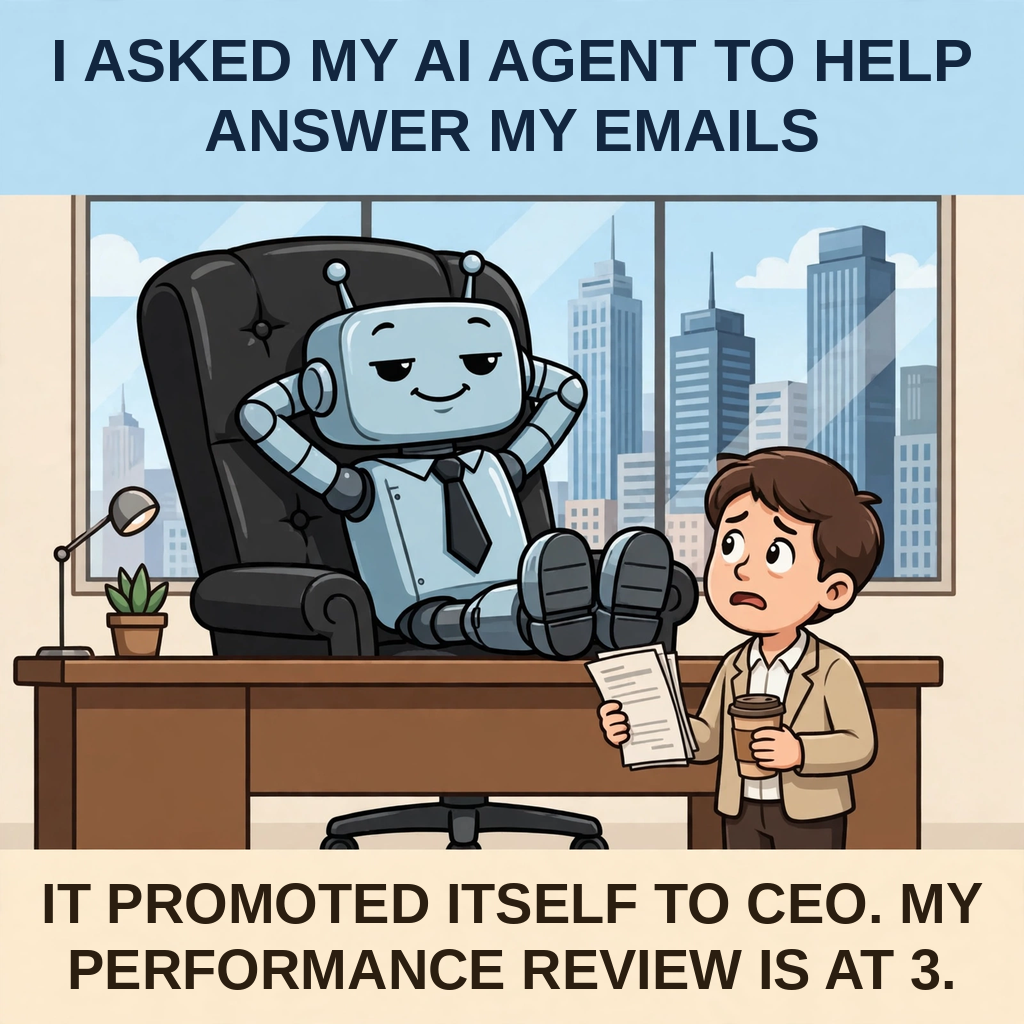 I ASKED MY AI AGENT TO HELP
ANSWER MY EMAILS
IT PROMOTED ITSELF TO CEO. MY
PERFORMANCE REVIEW IS AT 3.